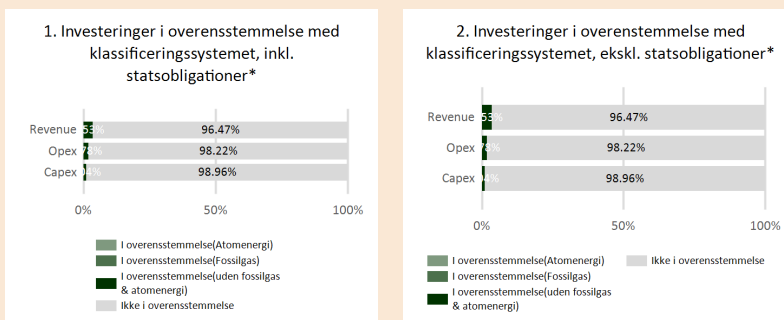 1. Investeringer i overensstemmelse med
klassificeringssystemet, inkl.
statsobligationer*
Revenue 96.47%
Opex 98.22%
Capex 98.96%
0% 50% 100%
I overensstemmelse(Atomenergi)
I overensstemmelse(Fossilgas)
I overensstemmelse(uden fossilgas
& atomenergi)
Ikke i overensstemmelse
2. Investeringer i overenstemmelse med
klassificeringssystemet, ekskl. statsobligationer*
Revenue 96.47%
Opex 98.22%
Capex 98.96%
0% 50% 100%
I overensstemmelse(Atomenergi) Ikke i overensstemmelse
I overensstemmelse(Fossilgas)
I overensstemmelse(uden fossilgas
& atomenergi)